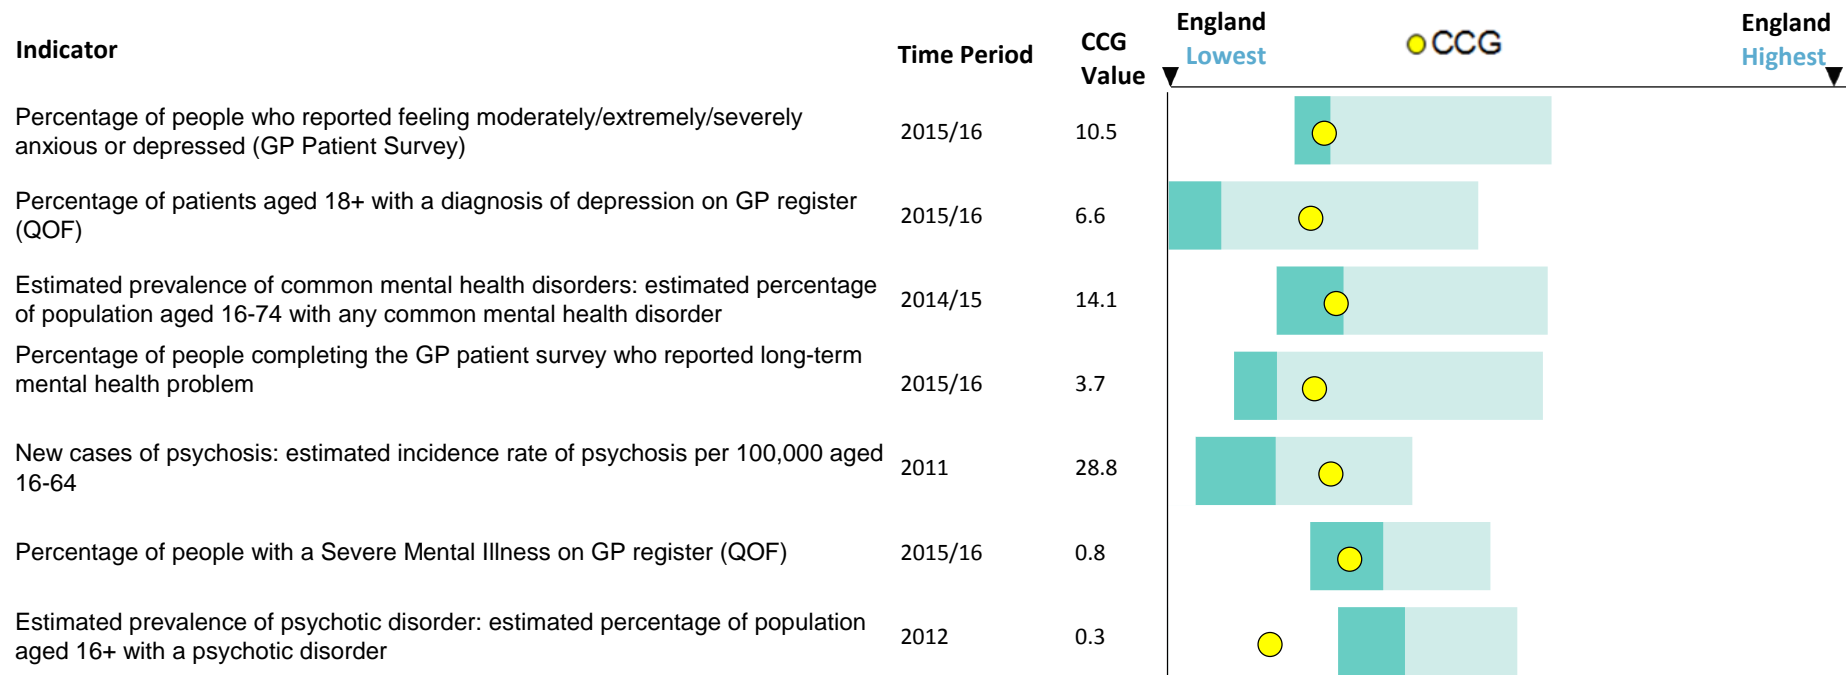 Indicator
Time Period
CCG
Value
England
Lowest
CCG
England
Highest
Percentage of people who reported feeling moderately/extremely/severely
anxious or depressed (GP Patient Survey)
2015/16
10.5
Percentage of patients aged 18+ with a diagnosis of depression on GP register
(QOF)
2015/16
6.6
Estimated prevalence of common mental health disorders: estimated percentage
of population aged 16-74 with any common mental health disorder
2014/15
14.1
Percentage of people completing the GP patient survey who reported long-term
mental health problem
2015/16
3.7
New cases of psychosis: estimated incidence rate of psychosis per 100,000 aged
16-64
2011
28.8
Percentage of people with a Severe Mental Illness on GP register (QOF)
2015/16
0.8
Estimated prevalence of psychotic disorder: estimated percentage of population
aged 16+ with a psychotic disorder
2012
0.3